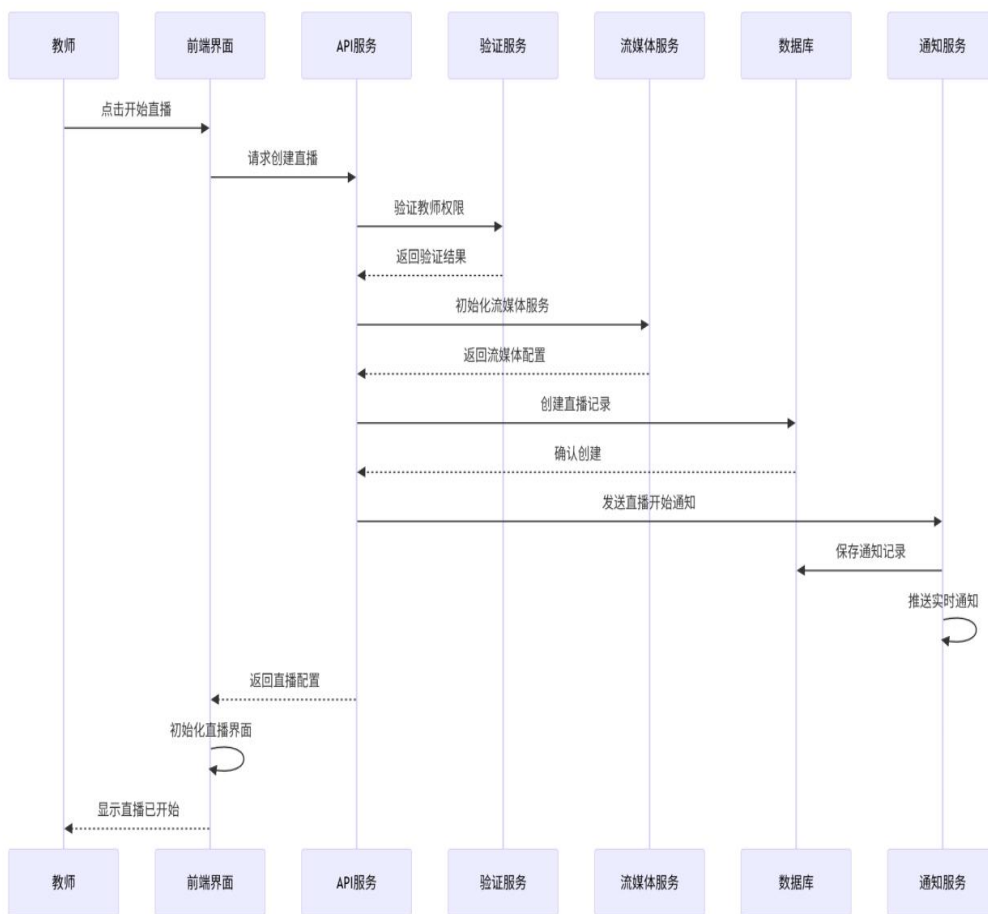 教师 前端界面 API服务 验证服务 流媒体服务 数据库 通知服务
点击开始直播
请求创建直播
验证教师权限
返回验证结果
初始化流媒体服务
返回流媒体配置
创建直播记录
确认创建
发送直播开始通知
保存通知记录
推送实时通知
返回直播配置
初始化直播界面
显示直播已开始
教师 前端界面 API服务 验证服务 流媒体服务 数据库 通知服务